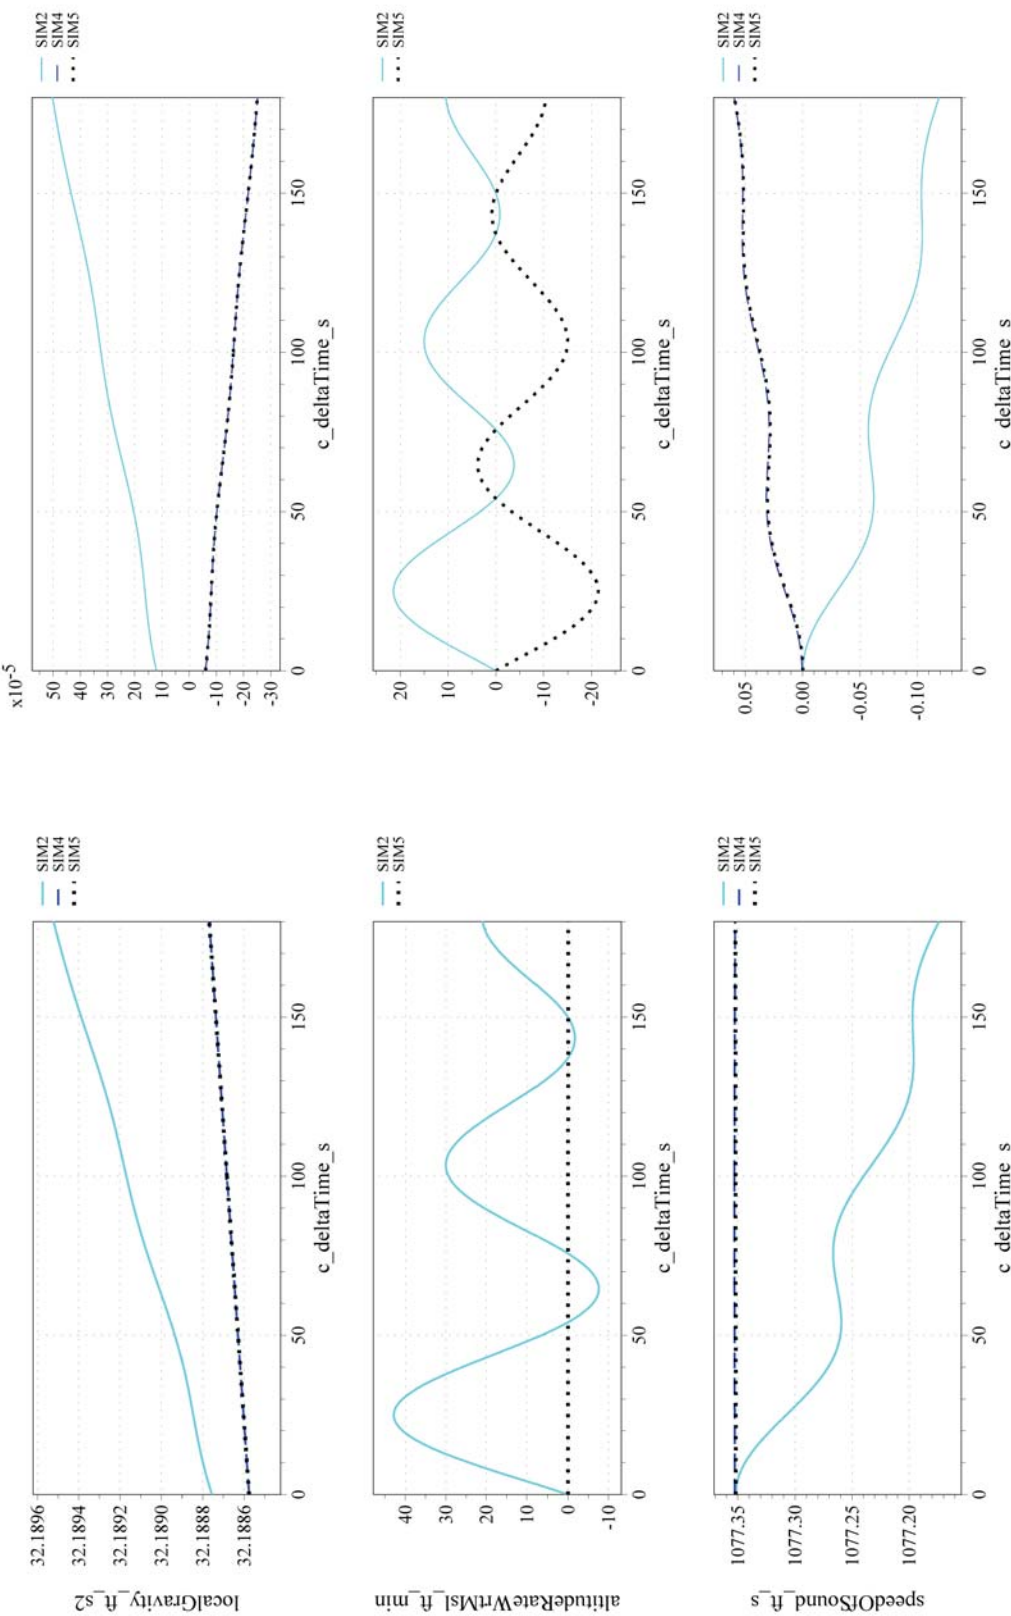 x10⁻⁵
32.1896
32.1894
32.1892
32.1890
32.1888
32.1886
localGravity_ft_s2
0
50
100
150
c_deltaTime_s
SIM2
SIM4
SIM5
50
40
30
20
10
0
-10
-20
-30
0
50
100
150
c_deltaTime_s
SIM2
SIM4
SIM5
40
30
20
10
0
-10
altitudeRateWrtMsl_ft_min
0
50
100
150
c_deltaTime_s
SIM2
SIM5
20
10
0
-10
-20
0
50
100
150
c_deltaTime_s
SIM2
SIM5
1077.35
1077.30
1077.25
1077.20
speedOfSound_ft_s
0
50
100
150
c deltaTime s
SIM2
SIM4
SIM5
0.05
0.00
-0.05
-0.10
0
50
100
150
c deltaTime s
SIM2
SIM4
SIM5